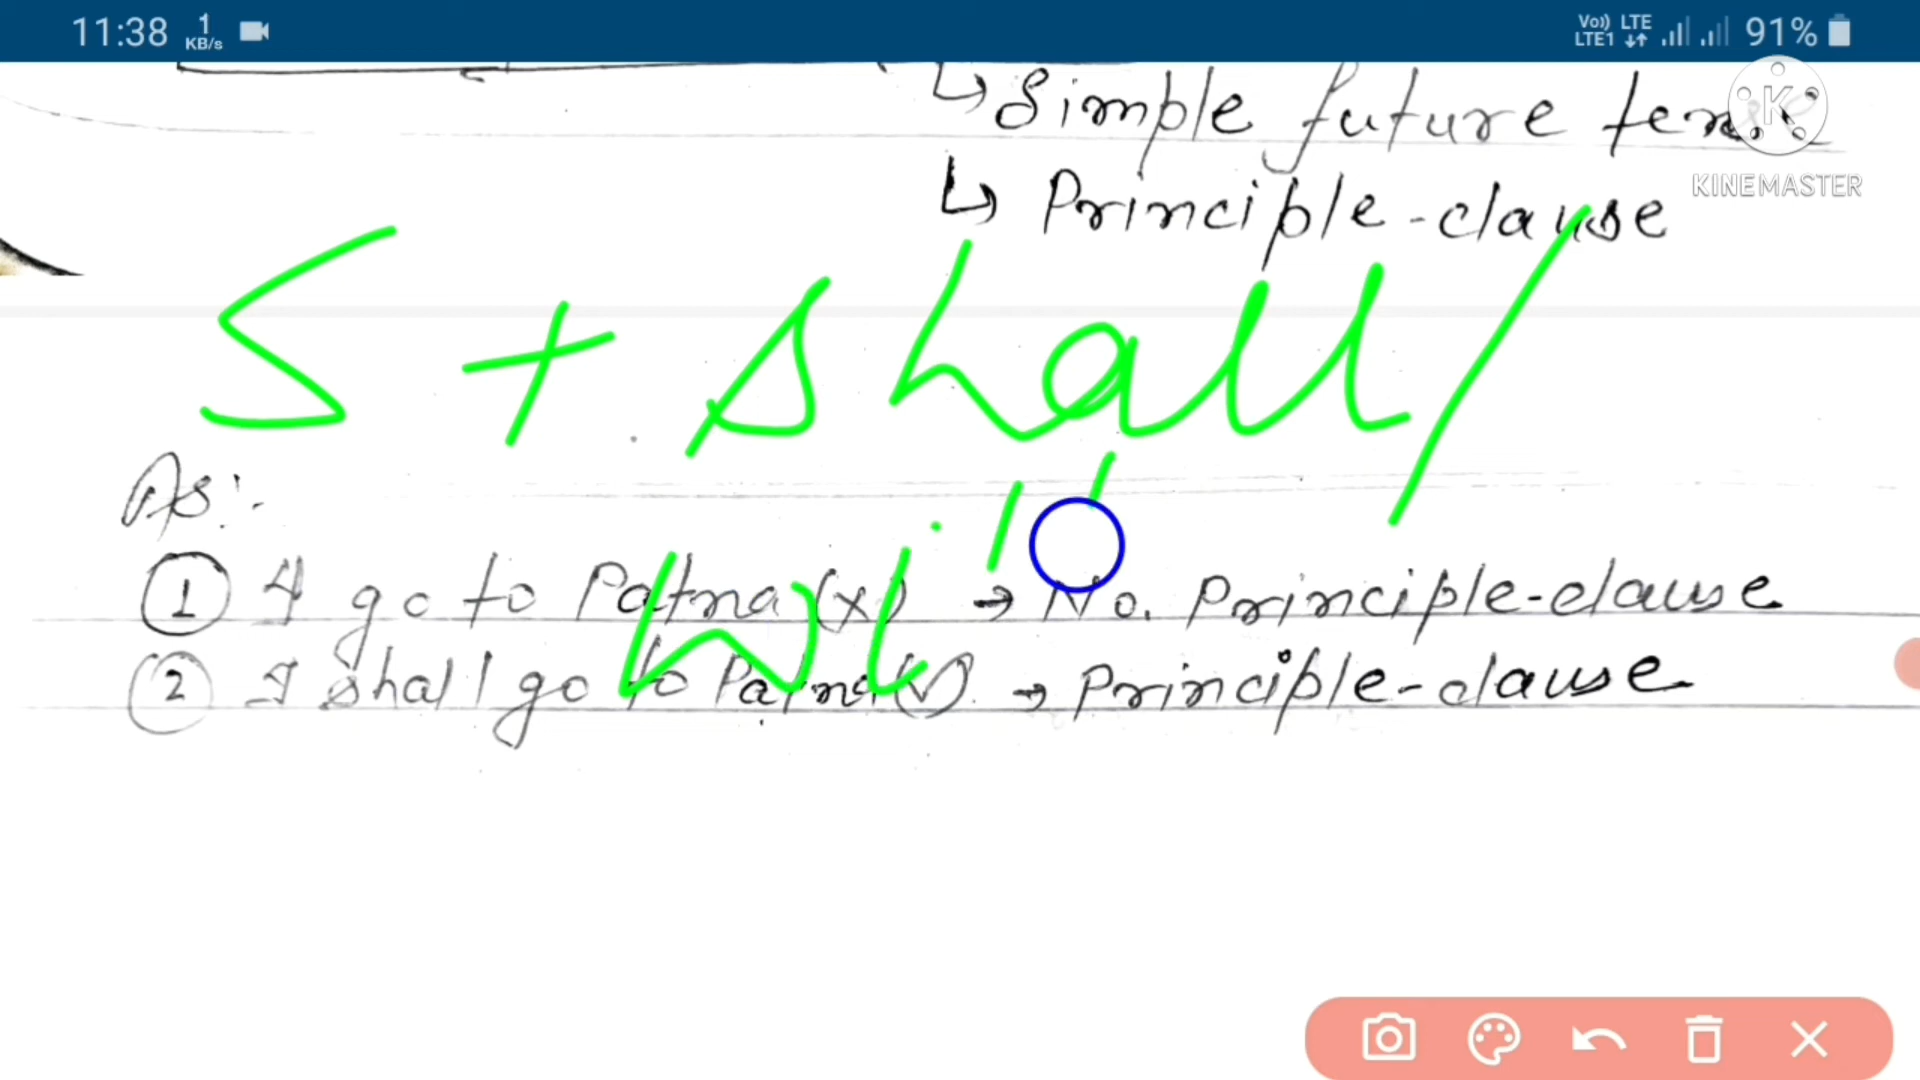 11:38 1 KB/s Vo)) LTE LTE1 91%
↳ Simple future tense
KINEMASTER
↳ Principle-clause
S + shall/
As:-
① I go to Patna (x) → No. Principle-clause
② I shall go to Patna (✓). → Principle-clause